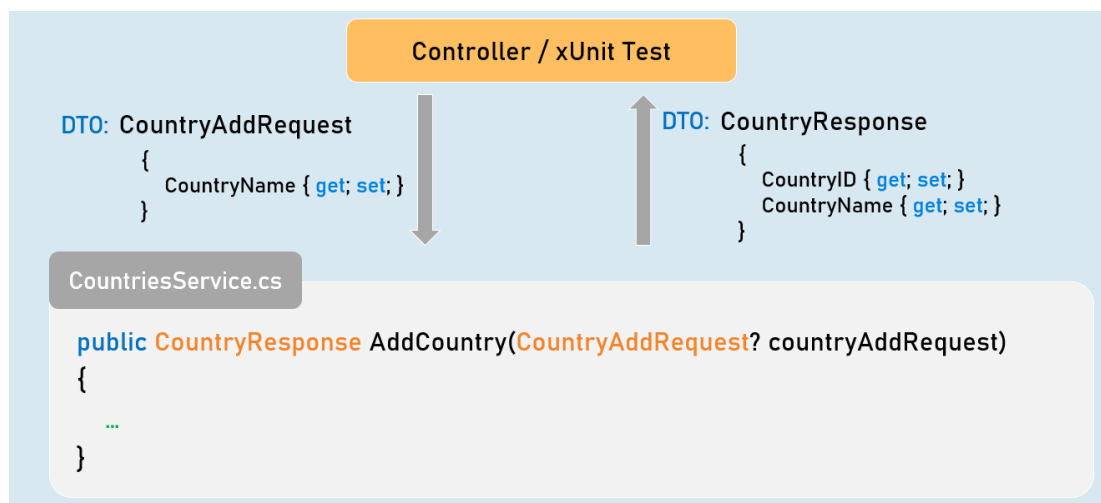 Controller / xUnit Test
DTO: CountryAddRequest
{
CountryName { get; set; }
}
DTO: CountryResponse
{
CountryID { get; set; }
CountryName { get; set; }
}
CountriesService.cs
public CountryResponse AddCountry(CountryAddRequest? countryAddRequest)
{
...
}